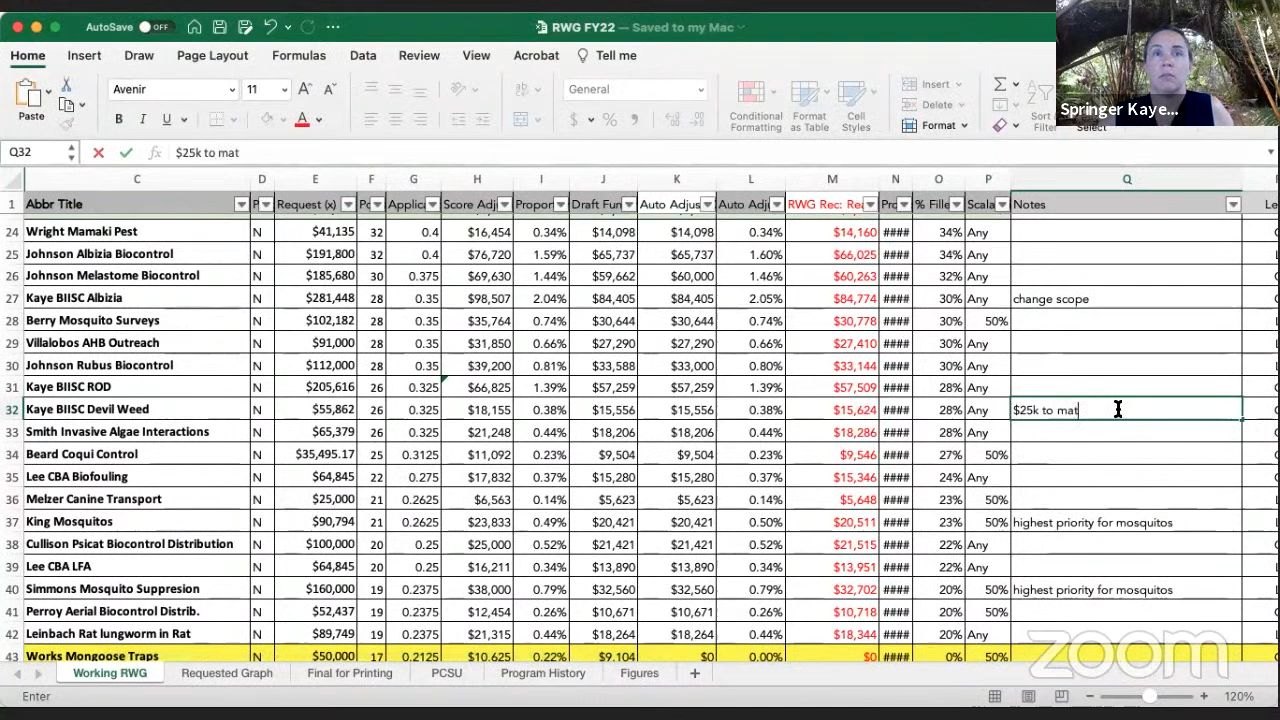 AutoSave OFF RWG FY22 — Saved to my Mac
Home Insert Draw Page Layout Formulas Data Review View Acrobat Tell me
Paste Avenir 11 General Conditional Formatting Format as Table Cell Styles Insert Delete Format Select
Springer Kaye...
Q32 fx $25k to mat
C D E F G H I J K L M N O P Q
1 Abbr Title P Request (x) Applica Score Adj Propor Draft Fun Auto Adjus Auto Adj RWG Rec: Pro % Fille Scala Notes Le
24 Wright Mamaki Pest N $41,135 32 0.4 $16,454 0.34% $14,098 $14,098 0.34% $14,160 #### 34% Any
25 Johnson Albizia Biocontrol N $191,800 32 0.4 $76,720 1.59% $65,737 $65,737 1.60% $66,025 #### 34% Any
26 Johnson Melastome Biocontrol N $185,680 30 0.375 $69,630 1.44% $59,662 $60,000 1.46% $60,263 #### 32% Any
27 Kaye BIISC Albizia N $281,448 28 0.35 $98,507 2.04% $84,405 $84,405 2.05% $84,774 #### 30% Any change scope
28 Berry Mosquito Surveys N $102,182 28 0.35 $35,764 0.74% $30,644 $30,644 0.74% $30,778 #### 30% 50%
29 Villalobos AHB Outreach N $91,000 28 0.35 $31,850 0.66% $27,290 $27,290 0.66% $27,410 #### 30% Any
30 Johnson Rubus Biocontrol N $112,000 28 0.35 $39,200 0.81% $33,588 $33,000 0.80% $33,144 #### 30% Any
31 Kaye BIISC ROD N $205,616 26 0.325 $66,825 1.39% $57,259 $57,259 1.39% $57,509 #### 28% Any
32 Kaye BIISC Devil Weed N $55,862 26 0.325 $18,155 0.38% $15,556 $15,556 0.38% $15,624 #### 28% Any $25k to mat
33 Smith Invasive Algae Interactions N $65,379 26 0.325 $21,248 0.44% $18,206 $18,206 0.44% $18,286 #### 28% Any
34 Beard Coqui Control N $35,495.17 25 0.3125 $11,092 0.23% $9,504 $9,504 0.23% $9,546 #### 27% 50%
35 Lee CBA Biofouling N $64,845 22 0.275 $17,832 0.37% $15,280 $15,280 0.37% $15,346 #### 24% Any
36 Melzer Canine Transport N $25,000 21 0.2625 $6,563 0.14% $5,623 $5,623 0.14% $5,648 #### 23% 50%
37 King Mosquitos N $90,794 21 0.2625 $23,833 0.49% $20,421 $20,421 0.50% $20,511 #### 23% 50% highest priority for mosquitos
38 Cullison Psicat Biocontrol Distribution N $100,000 20 0.25 $25,000 0.52% $21,421 $21,421 0.52% $21,515 #### 22% Any
39 Lee CBA LFA N $64,845 20 0.25 $16,211 0.34% $13,890 $13,890 0.34% $13,951 #### 22% Any
40 Simmons Mosquito Suppresion N $160,000 19 0.2375 $38,000 0.79% $32,560 $32,560 0.79% $32,702 #### 20% 50% highest priority for mosquitos
41 Perroy Aerial Biocontrol Distrib. N $52,437 19 0.2375 $12,454 0.26% $10,671 $10,671 0.26% $10,718 #### 20% 50%
42 Leinbach Rat lungworm in Rat N $89,749 19 0.2375 $21,315 0.44% $18,264 $18,264 0.44% $18,344 #### 20% Any
43 Works Mongoose Traps N $50,000 17 0.2125 $10,625 0.22% $9,104 $0 0.00% $0 #### 0% 50%
zoom
Working RWG Requested Graph Final for Printing PCSU Program History Figures
Enter 120%